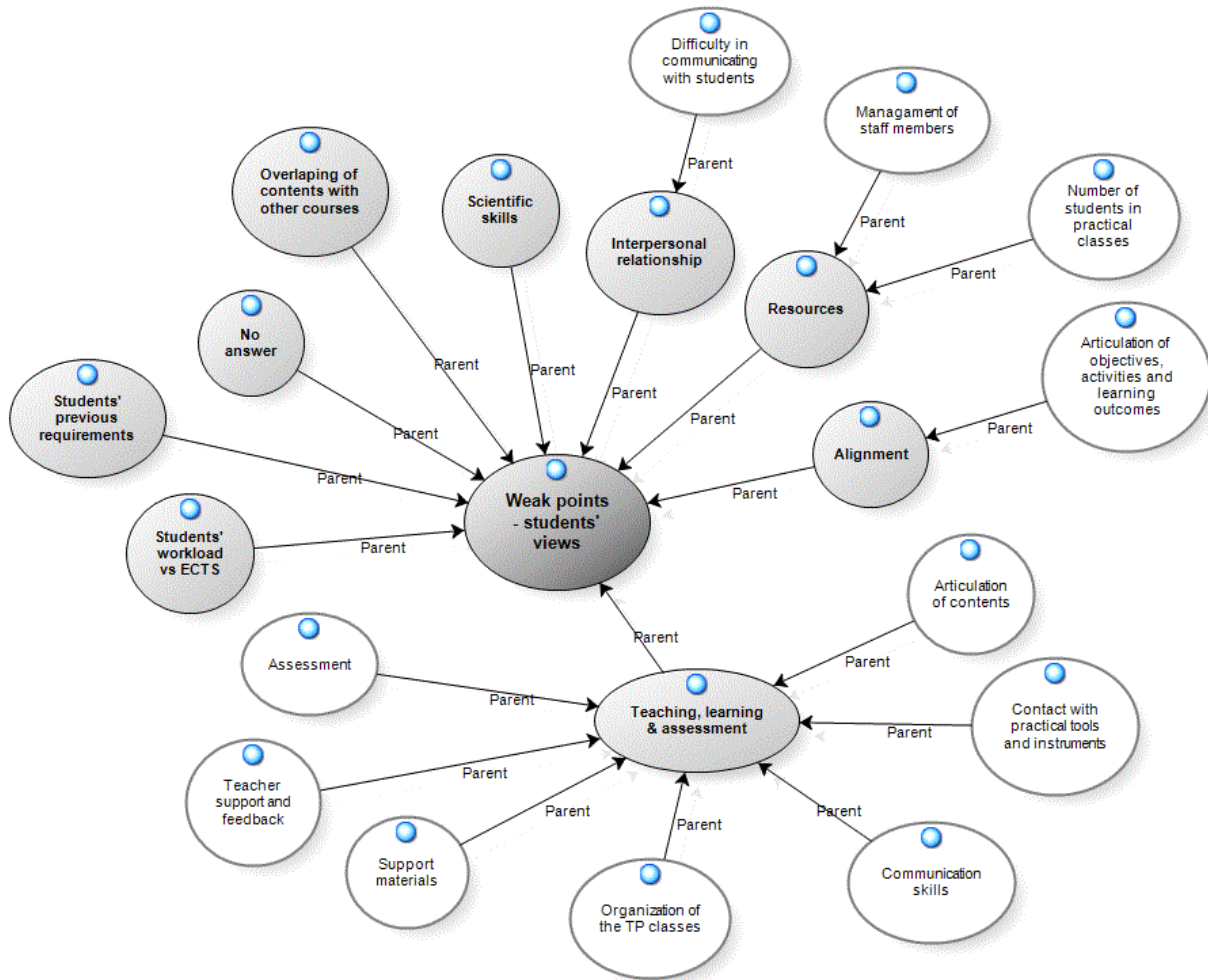 Difficulty in
communicating
with students
Managament of
staff members
Parent
Overlaping of
contents with
other courses
Scientific
skills
Parent
Number of
students in
practical
classes
Interpersonal
relationship
Parent
Resources
No
answer
Parent
Parent
Parent
Parent
Articulation of
objectives,
activities and
learning
outcomes
Students'
previous
requirements
Parent
Parent
Parent
Alignment
Parent
Parent
Weak points
- students'
views
Students'
workload
vs ECTS
Parent
Articulation
of contents
Parent
Assessment
Parent
Parent
Teaching, learning
& assessment
Contact with
practical tools
and instruments
Parent
Teacher
support and
feedback
Parent
Parent
Parent
Parent
Support
materials
Communication
skills
Organization of
the TP classes